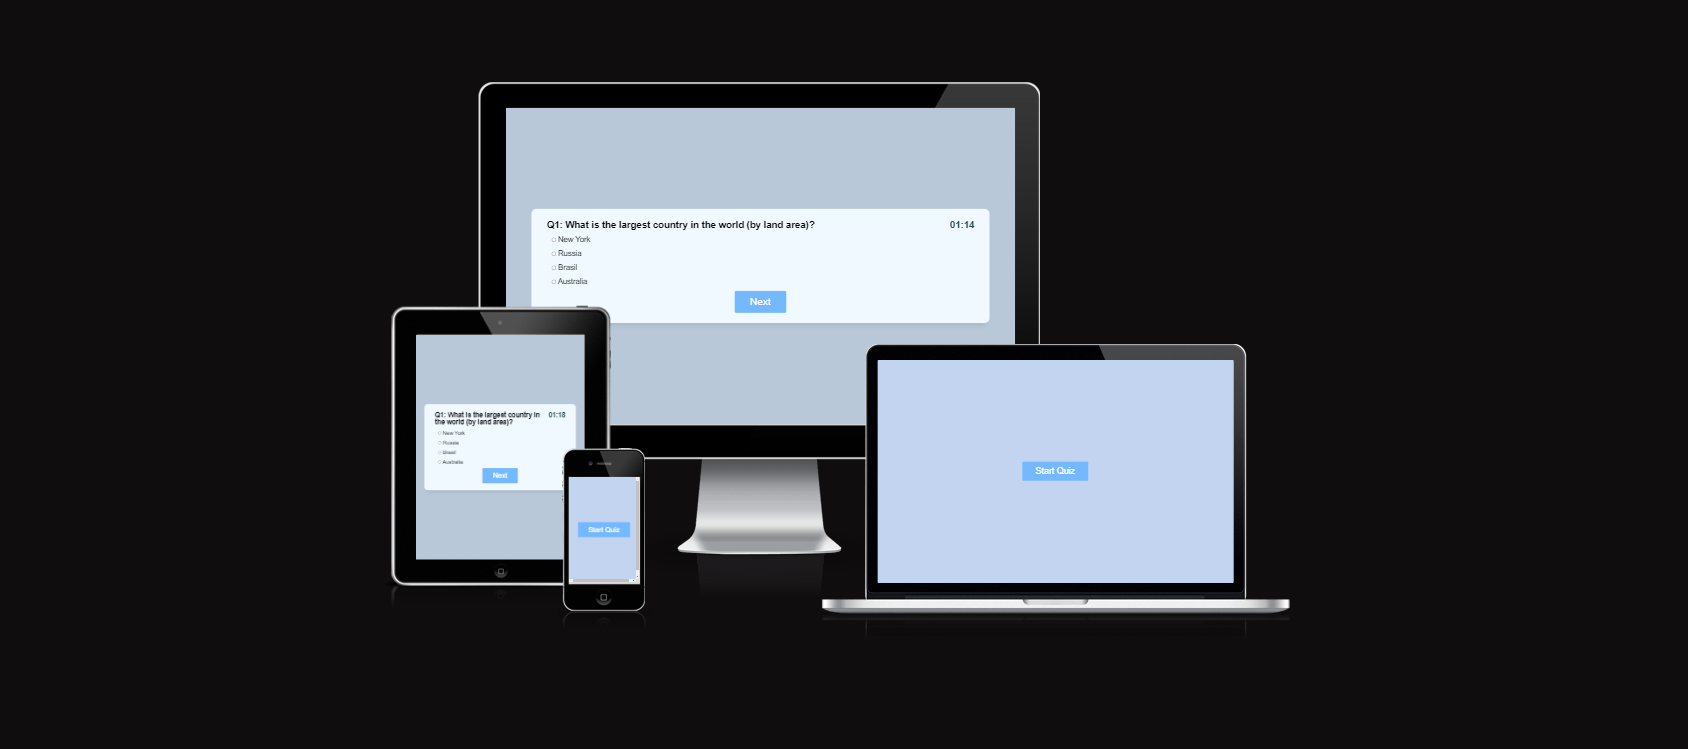 Q1: What is the largest country in the world (by land area)?
01:14
New York
Russia
Brasil
Australia
Next
Q1: What is the largest country in
the world (by land area)?
01:18
New York
Russia
Brasil
Australia
Next
Start Quiz
Start Quiz